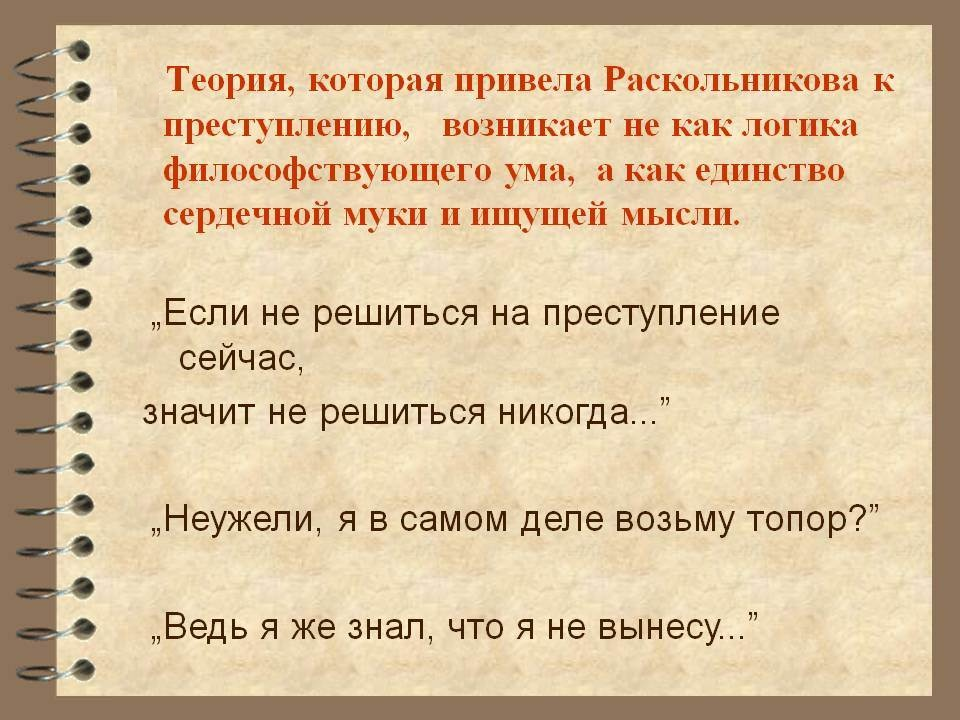 Теория, которая привела Раскольникова к
преступлению, возникает не как логика
философствующего ума, а как единство
сердечной муки и ищущей мысли.
„Если не решиться на преступление
сейчас,
значит не решиться никогда...”
„Неужели, я в самом деле возьму топор?”
„Ведь я же знал, что я не вынесу...”